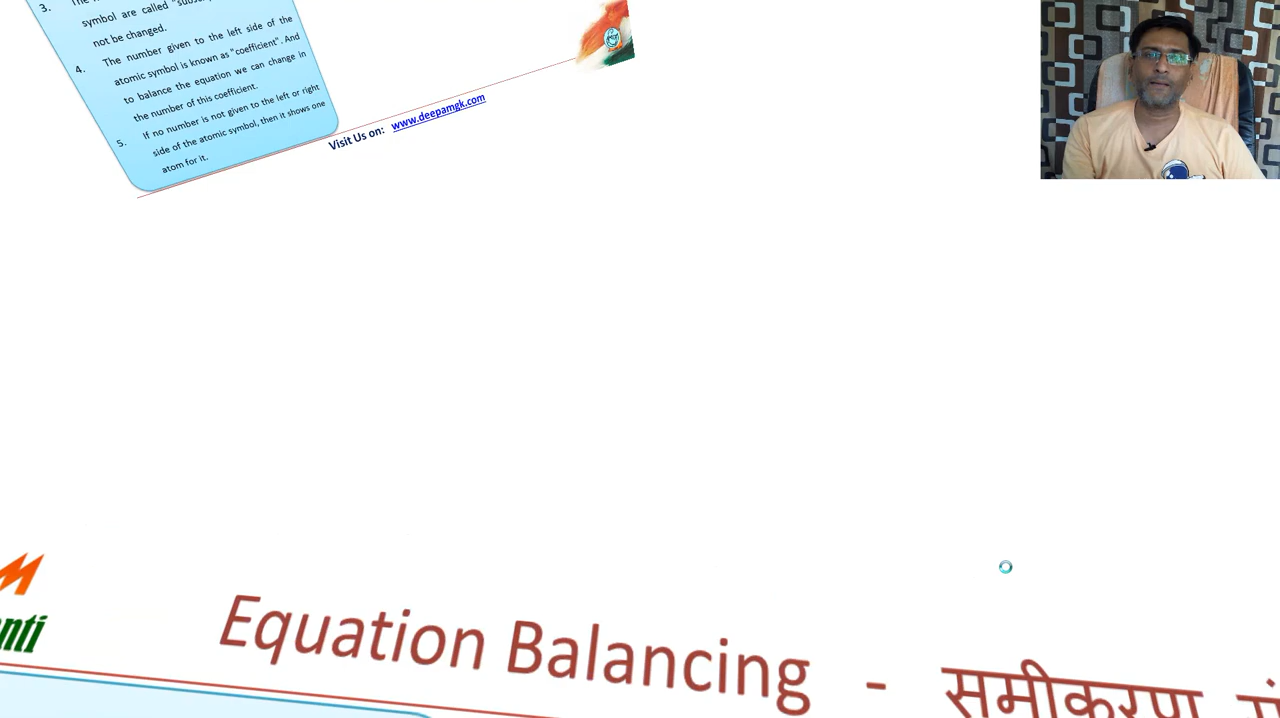 3.
symbol are called
not be changed.
4. The number given to the left side of the
atomic symbol is known as "coefficient". And
to balance the equation we can change in
the number of this coefficient.
5. If no number is not given to the left or right
side of the atomic symbol, then it shows one
atom for it.
Visit Us on: www.deepamgk.com
Equation Balancing - समीकरण